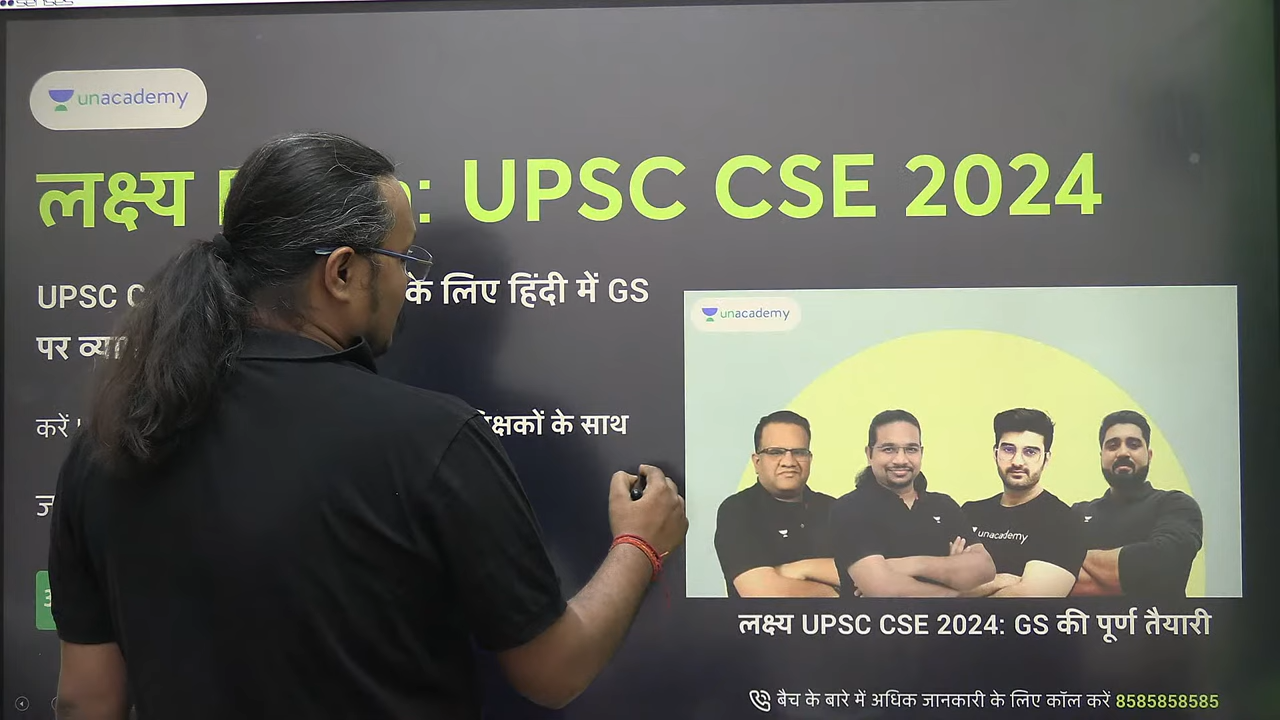 unacademy
लक्ष्य : UPSC CSE 2024
UPSC के लिए हिंदी में GS
पर
करें के साथ
unacademy
unacademy
लक्ष्य UPSC CSE 2024: GS की पूर्ण तैयारी
बैच के बारे में अधिक जानकारी के लिए कॉल करें 8585858585